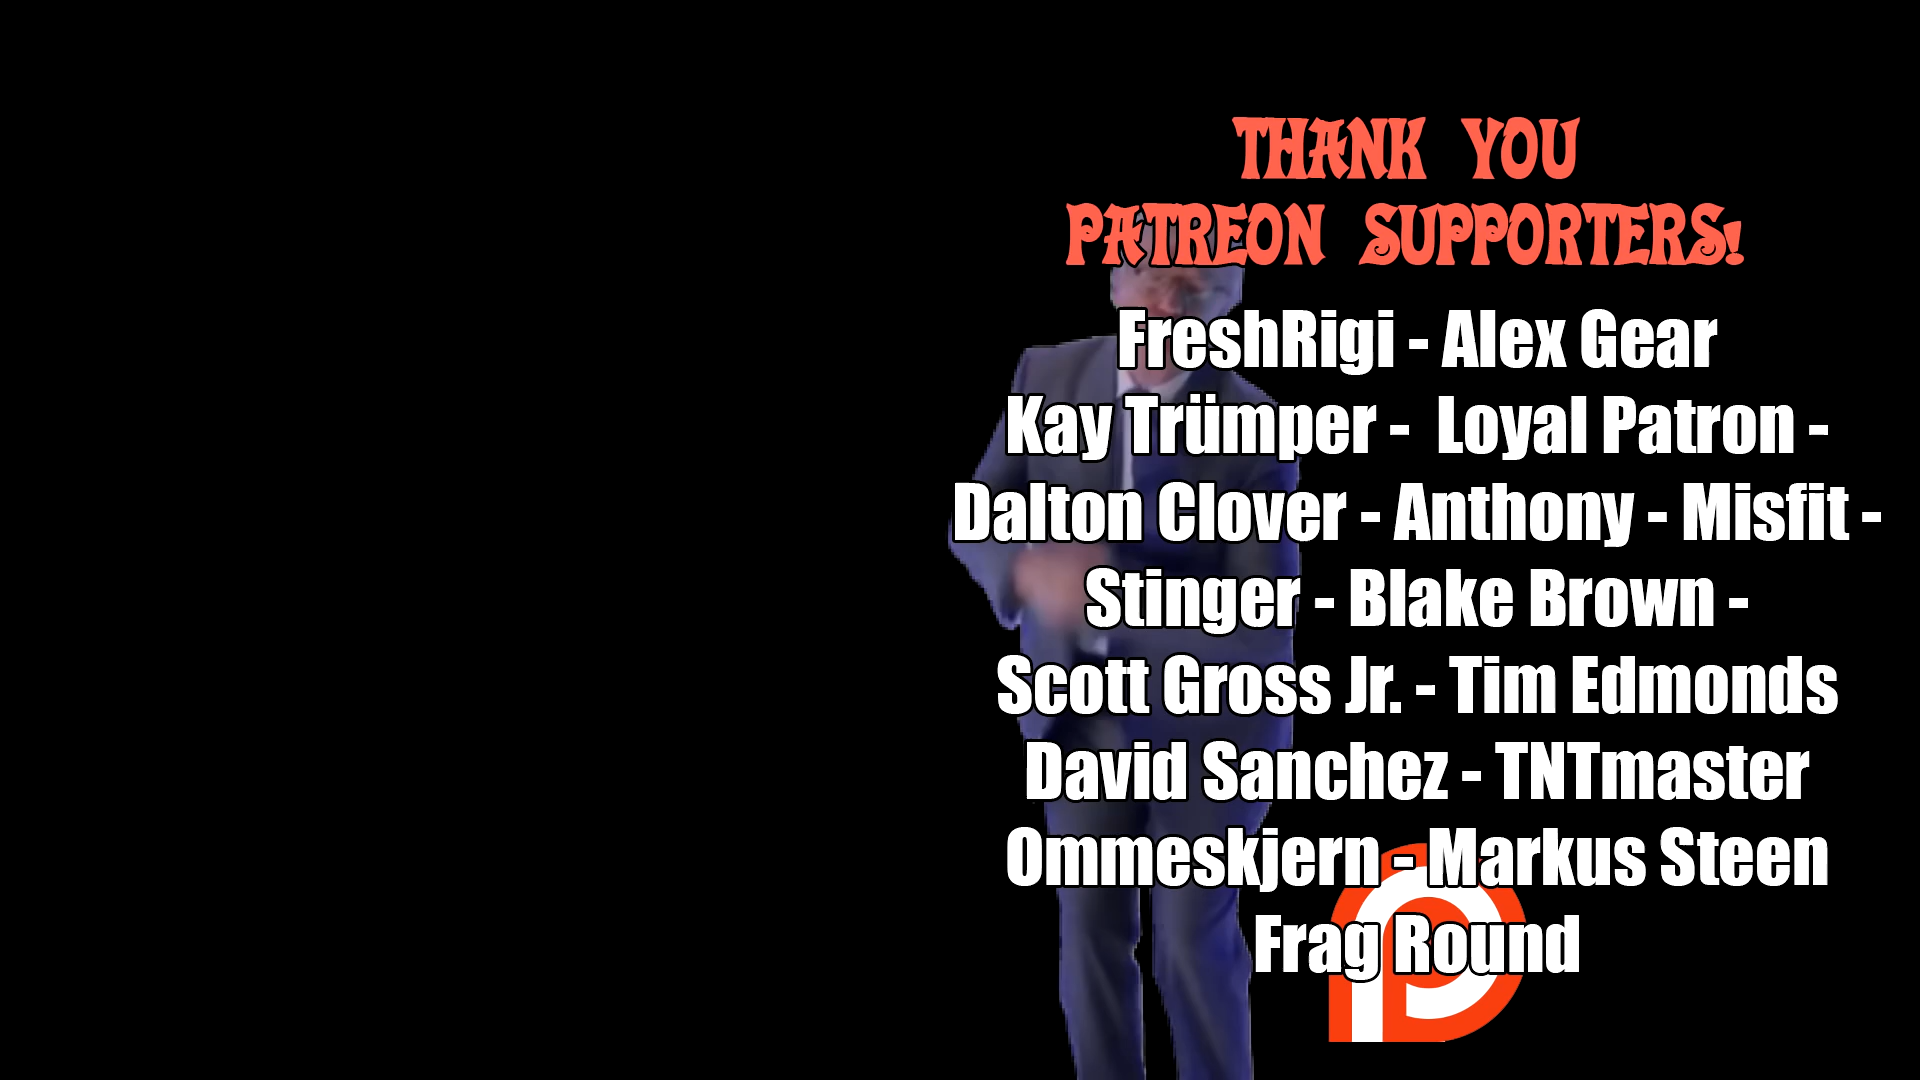 THANK YOU
PATREON SUPPORTERS!
FreshRigi - Alex Gear
Kay Trümper - Loyal Patron -
Dalton Clover - Anthony - Misfit -
Stinger - Blake Brown -
Scott Gross Jr. - Tim Edmonds
David Sanchez - TNTmaster
Ommeskjern - Markus Steen
Frag Round